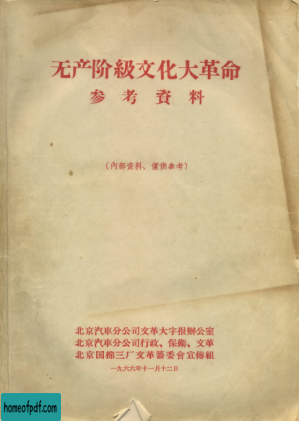 无产阶級文化大革命
参考資料
（内部资料、僅供参考）
北京汽車分公司文革大字报辦公室
北京汽車分公司行政、保衛、文革
北京国棉三厂文革籌委會宣傳組
一九六六年十一月十二日
homeofpdf.com